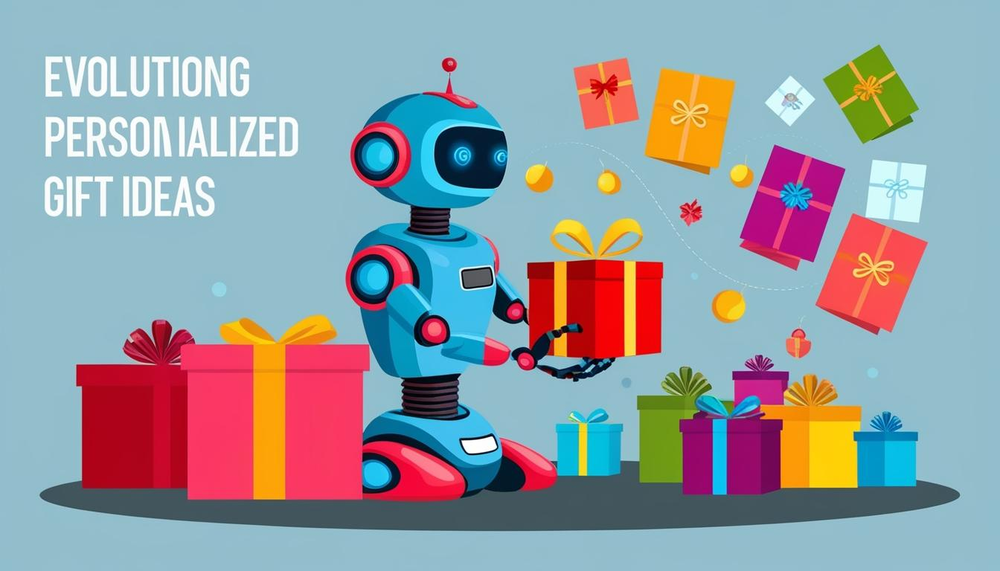 EVOLUTIONG
PERSONIALIZED
GIFT IDEAS